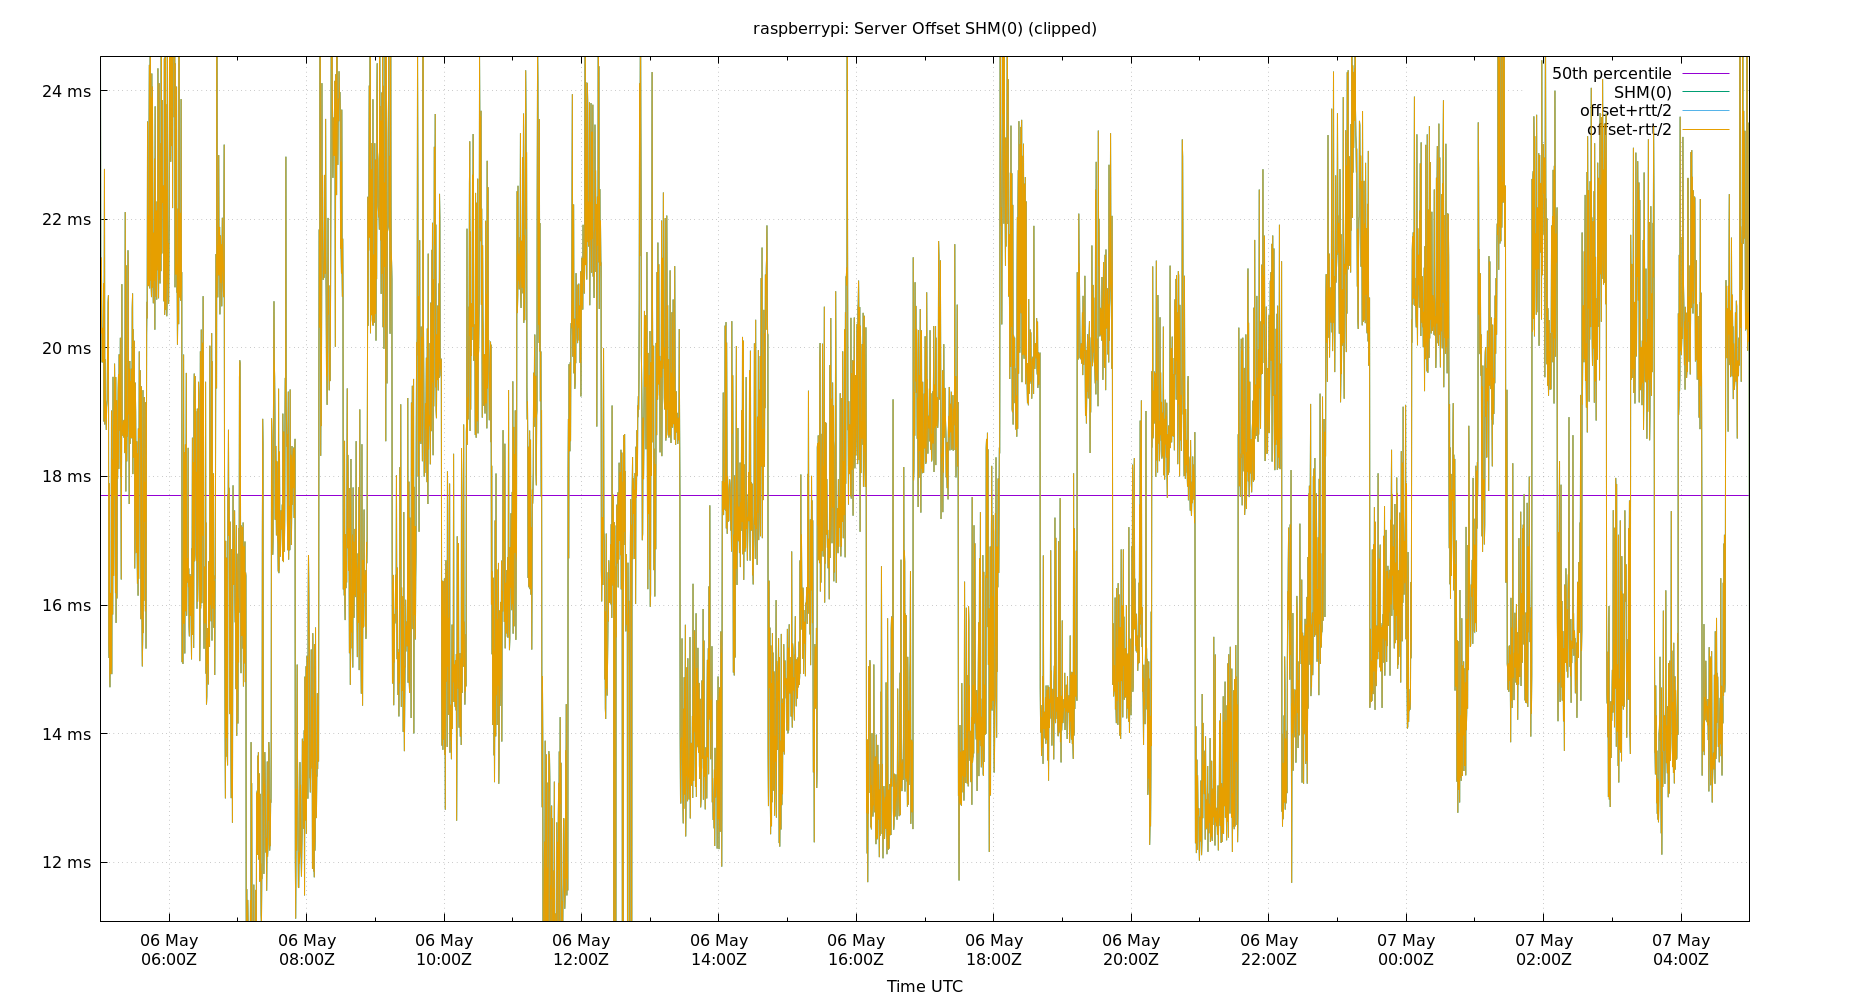 raspberrypi: Server Offset SHM(0) (clipped)
50th percentile
SHM(0)
offset+rtt/2
offset-rtt/2
24 ms
22 ms
20 ms
18 ms
16 ms
14 ms
12 ms
06 May 06 May 06 May 06 May 06 May 06 May 06 May 06 May 06 May 07 May 07 May 07 May
06:00Z 08:00Z 10:00Z 12:00Z 14:00Z 16:00Z 18:00Z 20:00Z 22:00Z 00:00Z 02:00Z 04:00Z
Time UTC